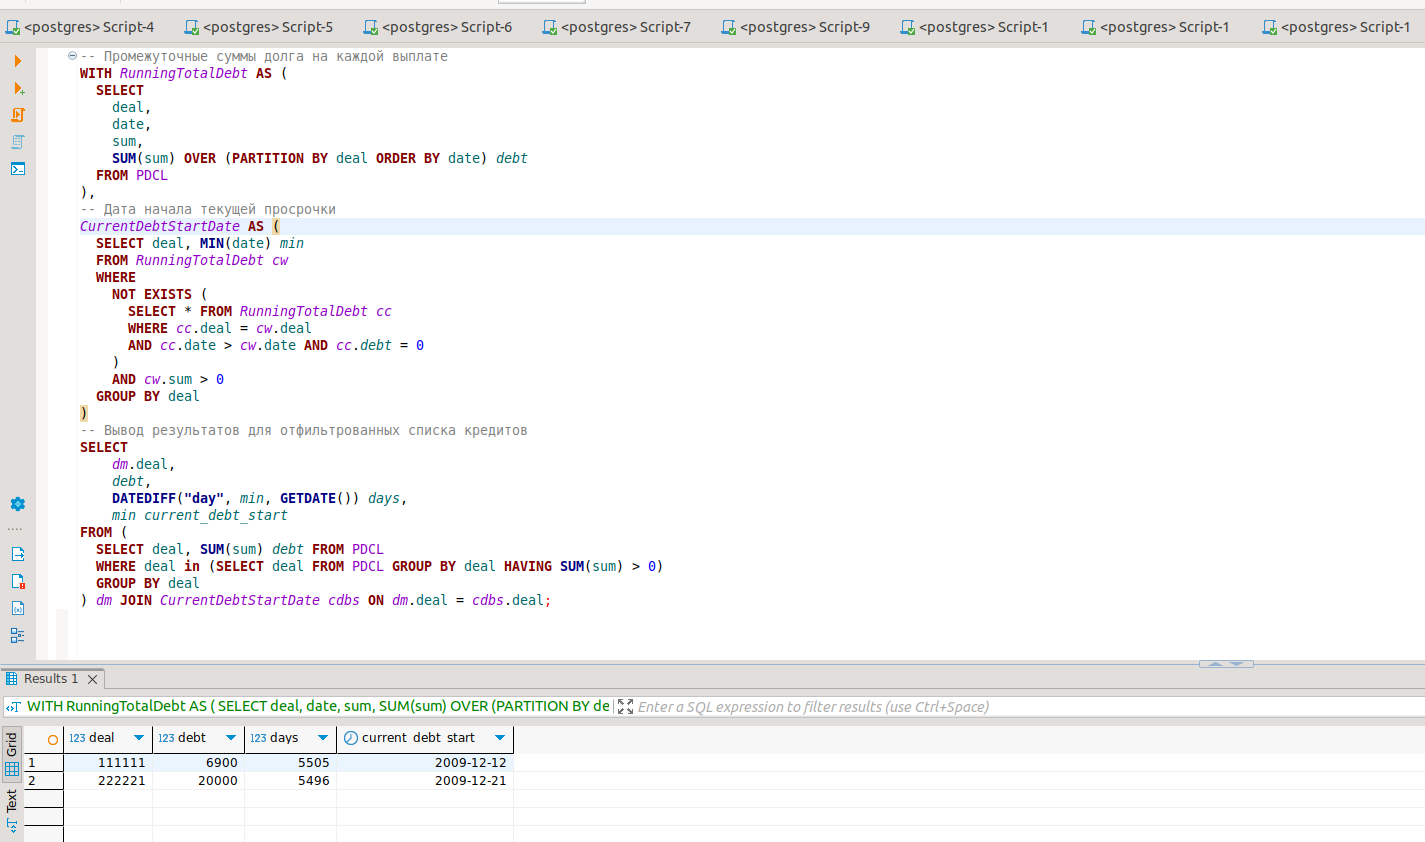 <postgres> Script-4 <postgres> Script-5 <postgres> Script-6 <postgres> Script-7 <postgres> Script-9 <postgres> Script-1 <postgres> Script-1 <postgres> Script-1
-- Промежуточные суммы долга на каждой выплате
WITH RunningTotalDebt AS (
SELECT
deal,
date,
sum,
SUM(sum) OVER (PARTITION BY deal ORDER BY date) debt
FROM PDCL
),
-- Дата начала текущей просрочки
CurrentDebtStartDate AS (
SELECT deal, MIN(date) min
FROM RunningTotalDebt cw
WHERE
NOT EXISTS (
SELECT * FROM RunningTotalDebt cc
WHERE cc.deal = cw.deal
AND cc.date > cw.date AND cc.debt = 0
)
AND cw.sum > 0
GROUP BY deal
)
-- Вывод результатов для отфильтрованных списка кредитов
SELECT
dm.deal,
debt,
DATEDIFF("day", min, GETDATE()) days,
min current_debt_start
FROM (
SELECT deal, SUM(sum) debt FROM PDCL
WHERE deal in (SELECT deal FROM PDCL GROUP BY deal HAVING SUM(sum) > 0)
GROUP BY deal
) dm JOIN CurrentDebtStartDate cdbs ON dm.deal = cdbs.deal;
Results 1
WITH RunningTotalDebt AS ( SELECT deal, date, sum, SUM(sum) OVER (PARTITION BY de Enter a SQL expression to filter results (use Ctrl+Space)
Grid
Text
123 deal 123 debt 123 days current_debt_start
1 111111 6900 5505 2009-12-12
2 222221 20000 5496 2009-12-21